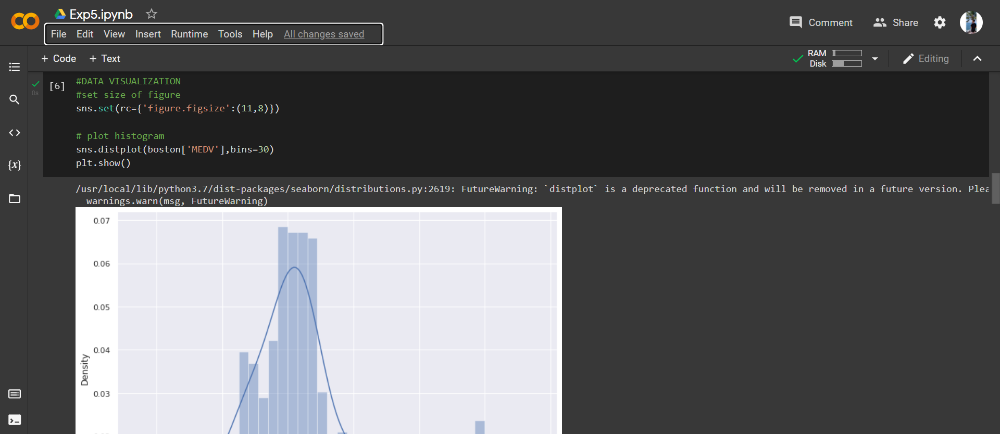 Exp5.ipynb
File Edit View Insert Runtime Tools Help All changes saved
Comment Share
+ Code + Text
RAM
Disk
Editing
[6]
0s
#DATA VISUALIZATION
#set size of figure
sns.set(rc={'figure.figsize':(11,8)})
# plot histogram
sns.distplot(boston['MEDV'],bins=30)
plt.show()
/usr/local/lib/python3.7/dist-packages/seaborn/distributions.py:2619: FutureWarning: `distplot` is a deprecated function and will be removed in a future version. Plea
warnings.warn(msg, FutureWarning)
0.07
0.06
0.05
0.04
0.03
Density
{x}